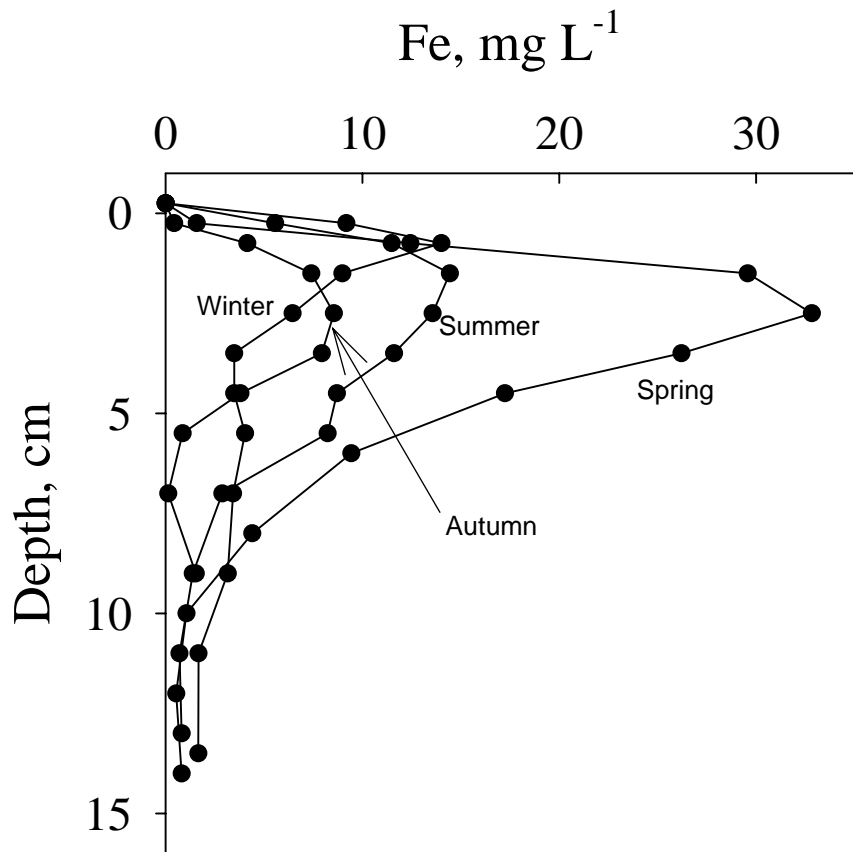 Fe, mg L-1
0 10 20 30
0
Winter
Summer
Spring
5
Depth, cm
Autumn
10
15